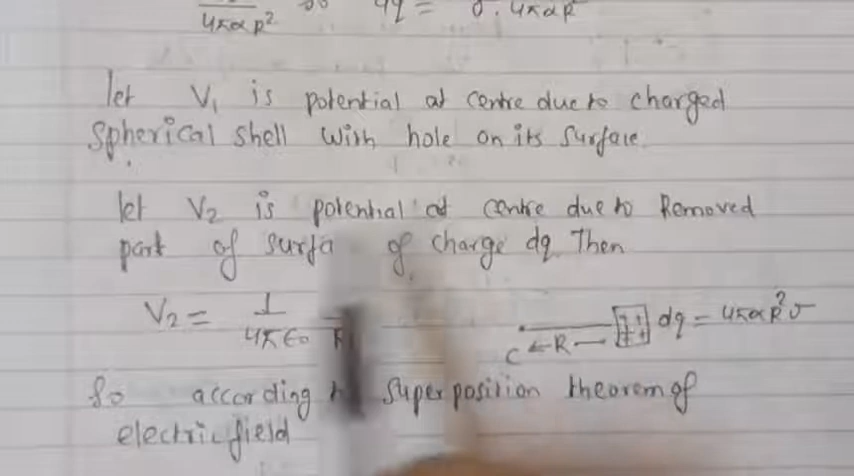 4παR²
dq = σ. 4παR
let V₁ is potential at centre due to charged
Spherical shell with hole on its surface.
let V₂ is potential at centre due to Removed
part of surfa of charge dq. Then
V₂ = 1/4πϵ₀
C ←R— ++ dq = 4παR²σ
So according Superposition theorem of
electric field